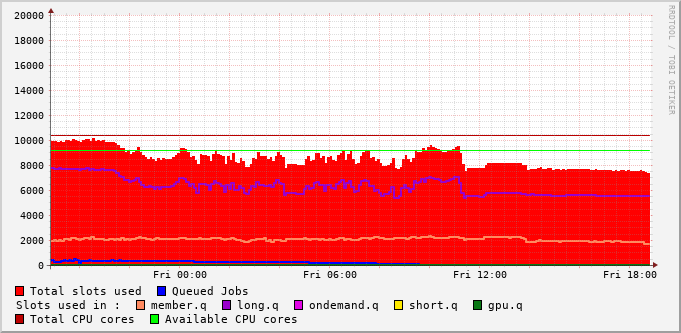 RRDTOOL / TOBI OETIKER
20000
18000
16000
14000
12000
10000
8000
6000
4000
2000
0
Fri 00:00 Fri 06:00 Fri 12:00 Fri 18:00
Total slots used Queued Jobs
Slots used in : member.q long.q ondemand.q short.q gpu.q
Total CPU cores Available CPU cores